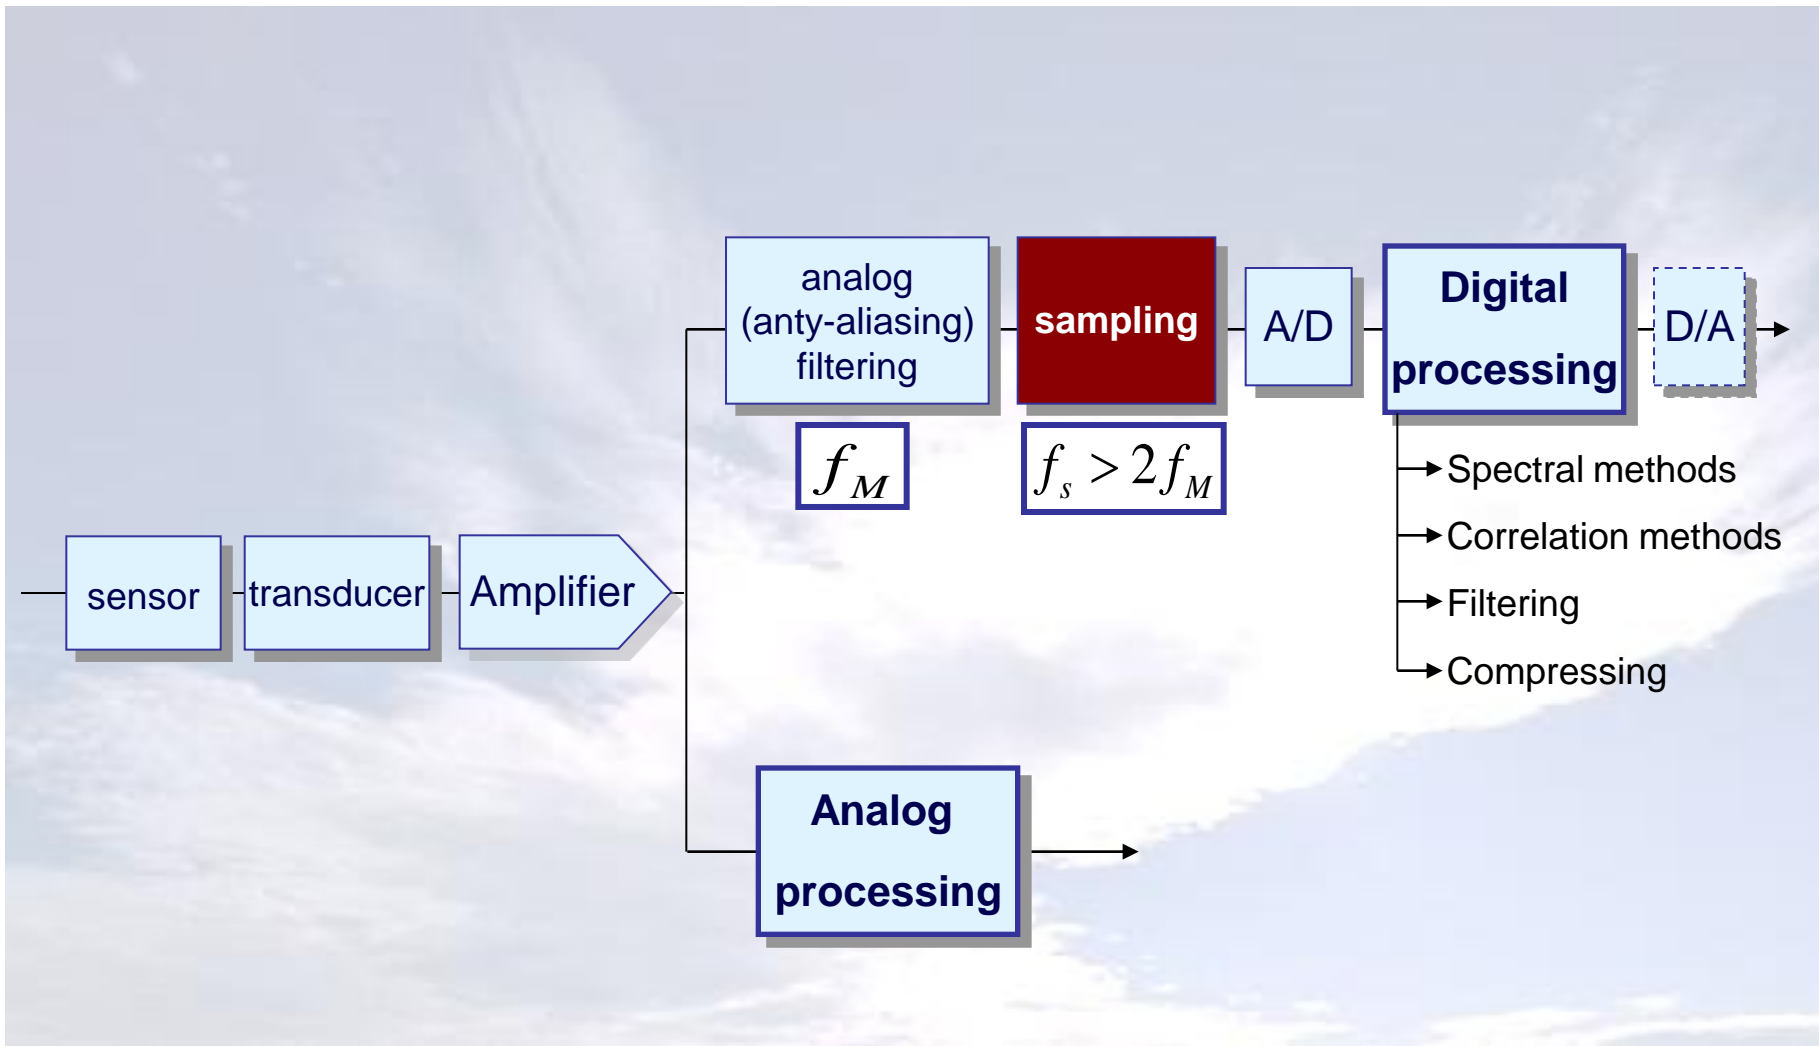 analog
(anty-aliasing)
filtering
sampling
A/D
Digital
processing
D/A
f_M
f_s > 2f_M
Spectral methods
Correlation methods
Filtering
Compressing
sensor
transducer
Amplifier
Analog
processing